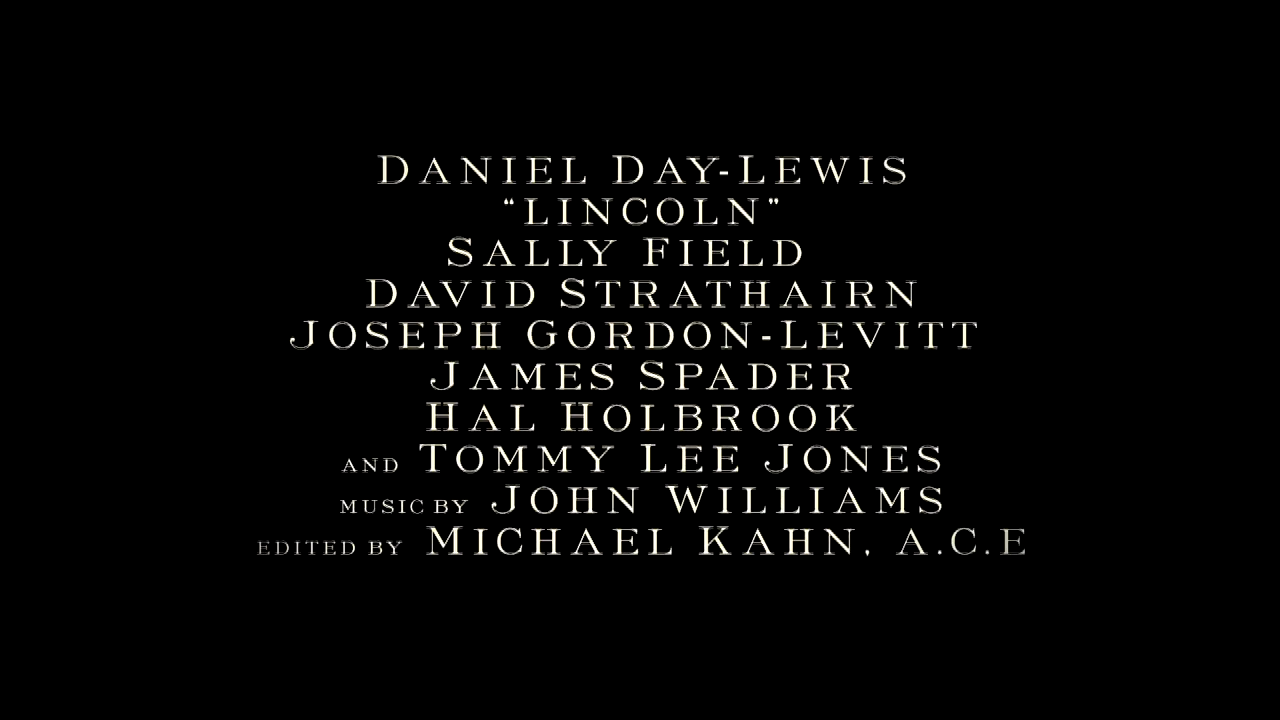 DANIEL DAY-LEWIS
“LINCOLN”
SALLY FIELD
DAVID STRATHAIRN
JOSEPH GORDON-LEVITT
JAMES SPADER
HAL HOLBROOK
AND TOMMY LEE JONES
MUSIC BY JOHN WILLIAMS
EDITED BY MICHAEL KAHN, A.C.E